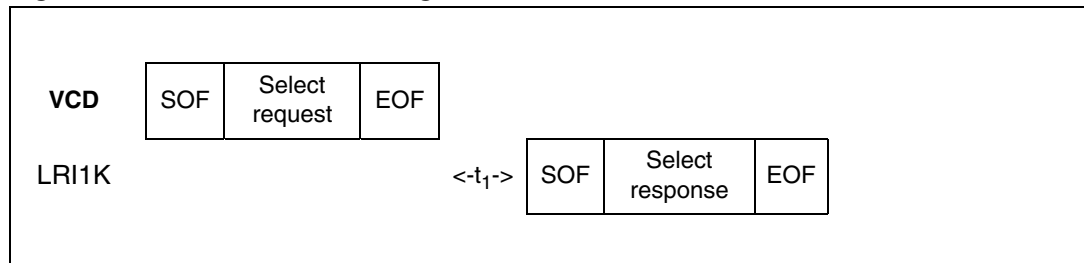 VCD
SOF
Select
request
EOF
LRI1K
<-t₁->
SOF
Select
response
EOF